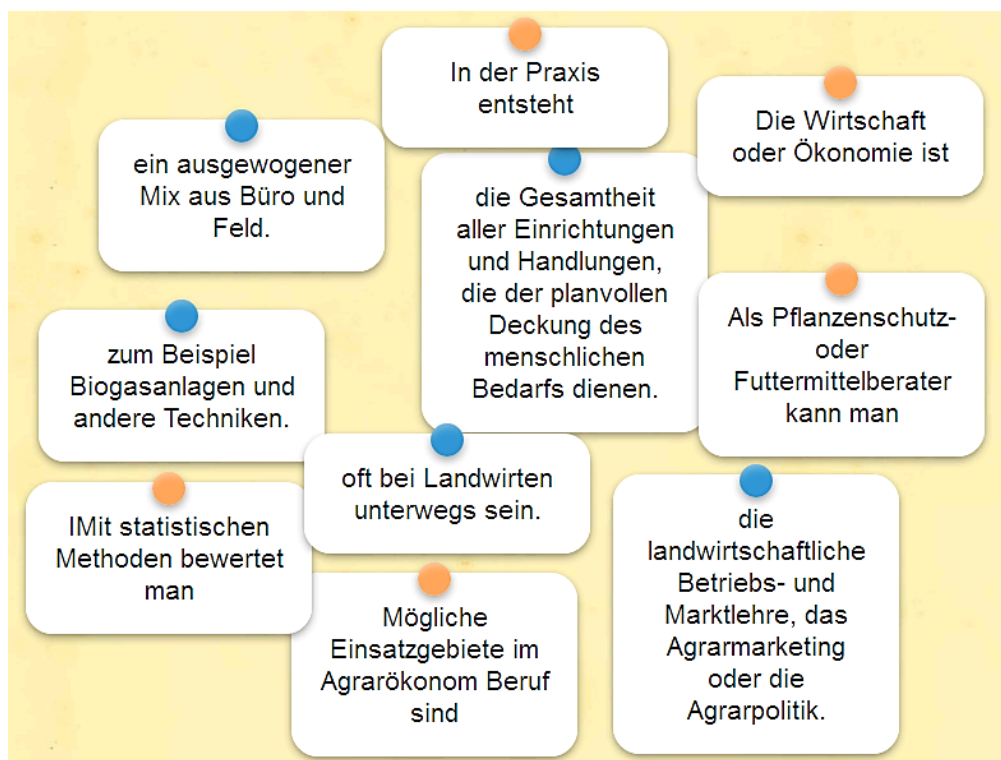 In der Praxis
entsteht
Die Wirtschaft
oder Ökonomie ist
ein ausgewogener
Mix aus Büro und
Feld.
die Gesamtheit
aller Einrichtungen
und Handlungen,
die der planvollen
Deckung des
menschlichen
Bedarfs dienen.
Als Pflanzenschutz-
oder
Futtermittelberater
kann man
zum Beispiel
Biogasanlagen und
andere Techniken.
oft bei Landwirten
unterwegs sein.
IMit statistischen
Methoden bewertet
man
die
landwirtschaftliche
Betriebs- und
Marktlehre, das
Agrarmarketing
oder die
Agrarpolitik.
Mögliche
Einsatzgebiete im
Agrarökonom Beruf
sind